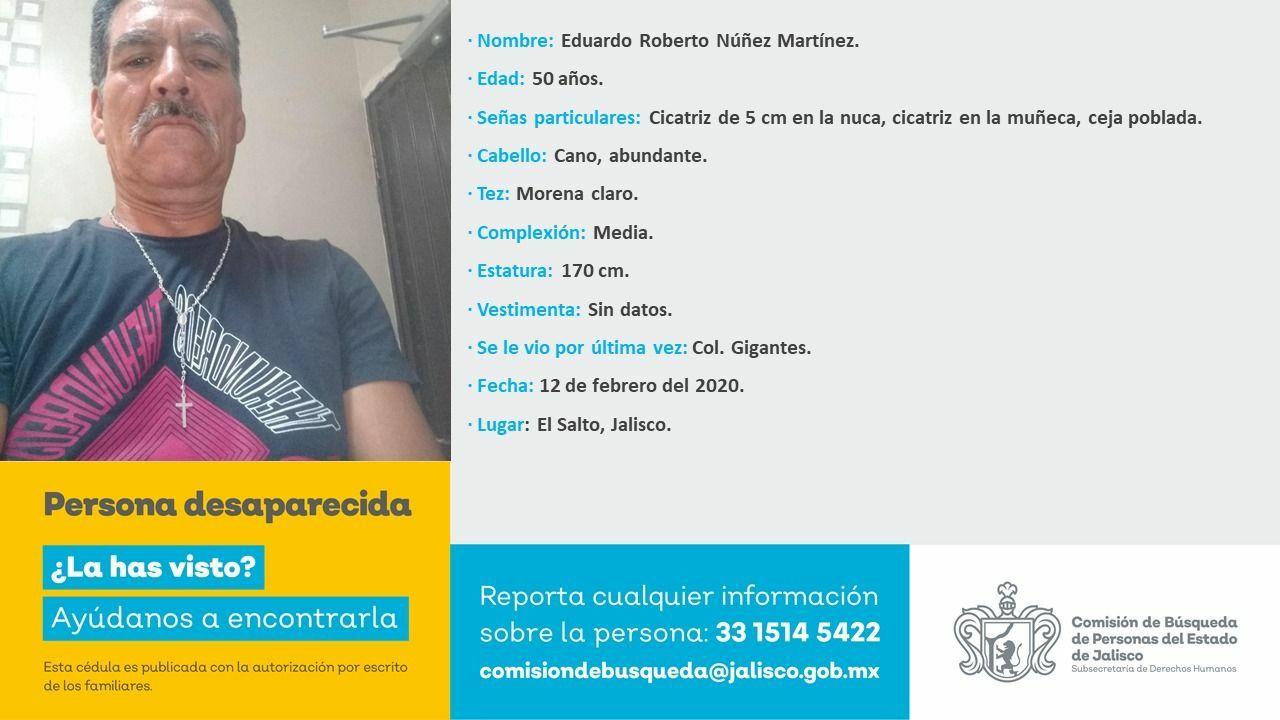 · Nombre: Eduardo Roberto Núñez Martínez.
· Edad: 50 años.
· Señas particulares: Cicatriz de 5 cm en la nuca, cicatriz en la muñeca, ceja poblada.
· Cabello: Cano, abundante.
· Tez: Morena claro.
· Complexión: Media.
· Estatura: 170 cm.
· Vestimenta: Sin datos.
· Se le vio por última vez: Col. Gigantes.
· Fecha: 12 de febrero del 2020.
· Lugar: El Salto, Jalisco.
Persona desaparecida
¿La has visto?
Ayúdanos a encontrarla
Esta cédula es publicada con la autorización por escrito
de los familiares.
Reporta cualquier información
sobre la persona: 33 1514 5422
comisiondebusqueda@jalisco.gob.mx
Comisión de Búsqueda
de Personas del Estado
de Jalisco
Subsecretaría de Derechos Humanos